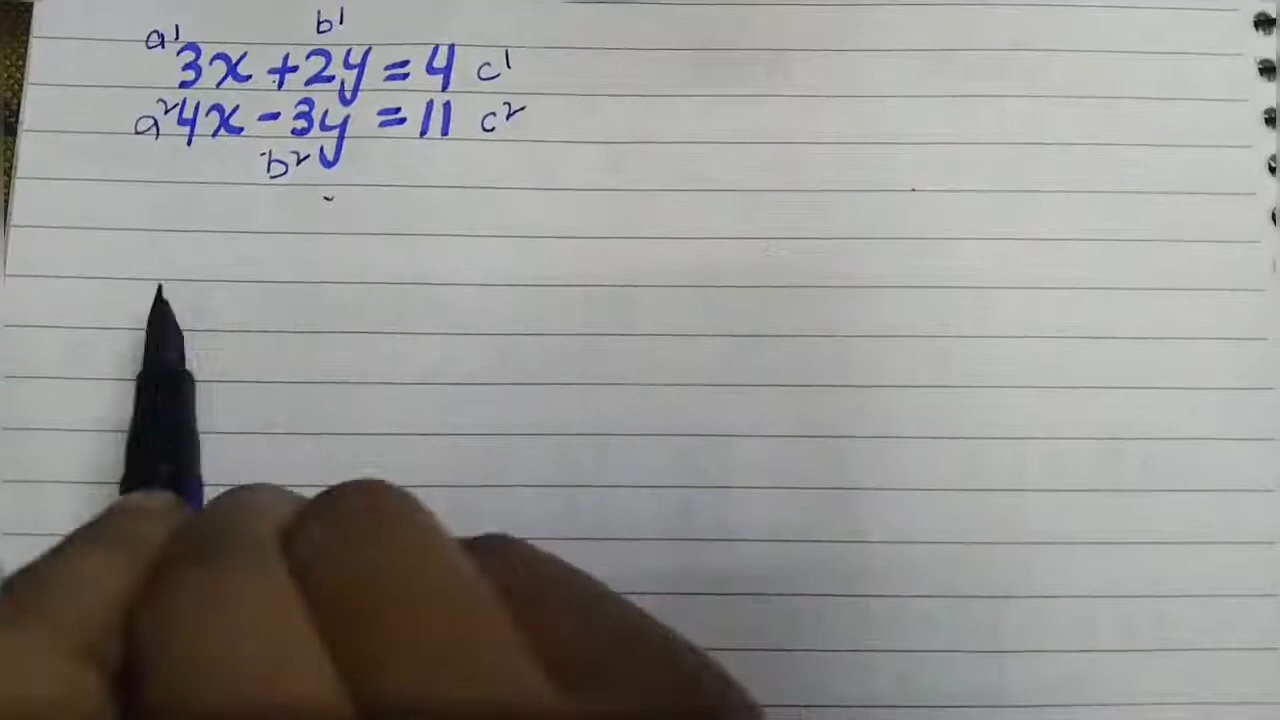 a¹ b¹
3x + 2y = 4 c¹
a² 4x - 3y = 11 c²
b²